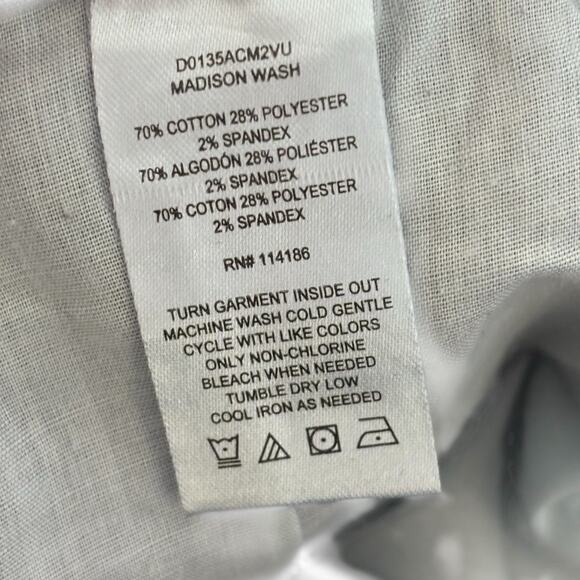 D0135ACM2VU
MADISON WASH
70% COTTON 28% POLYESTER
2% SPANDEX
70% ALGODÓN 28% POLIÉSTER
2% SPANDEX
70% COTON 28% POLYESTER
2% SPANDEX
RN# 114186
TURN GARMENT INSIDE OUT
MACHINE WASH COLD GENTLE
CYCLE WITH LIKE COLORS
ONLY NON-CHLORINE
BLEACH WHEN NEEDED
TUMBLE DRY LOW
COOL IRON AS NEEDED